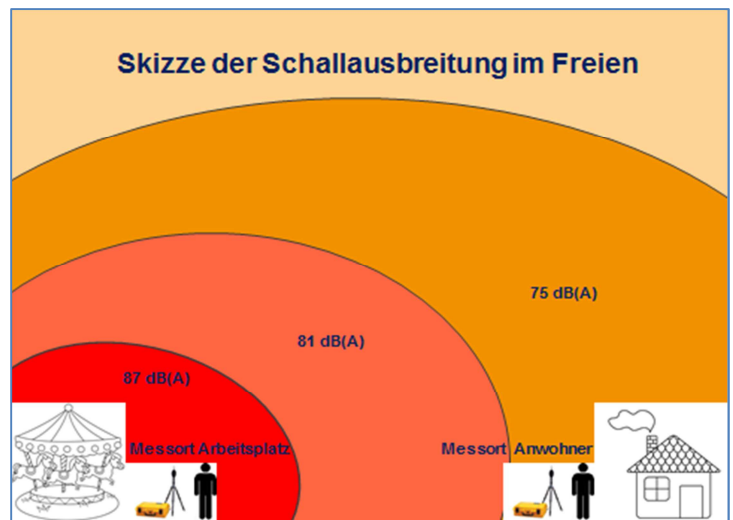 Skizze der Schallausbreitung im Freien
75 dB(A)
81 dB(A)
87 dB(A)
Messort Arbeitsplatz
Messort Anwohner